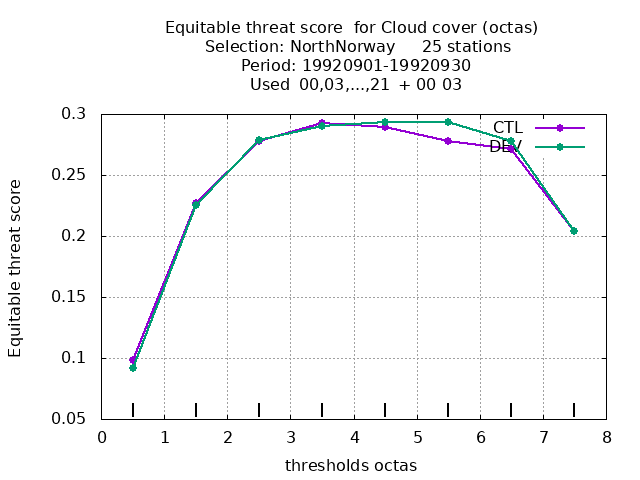 Equitable threat score  for Cloud cover (octas)
Selection: NorthNorway     25 stations
Period: 19920901-19920930
Used  00,03,...,21  + 00 03
0.3
CTL
DEV
0.25
0.2
0.15
0.1
0.05
Equitable threat score
0 1 2 3 4 5 6 7 8
thresholds octas